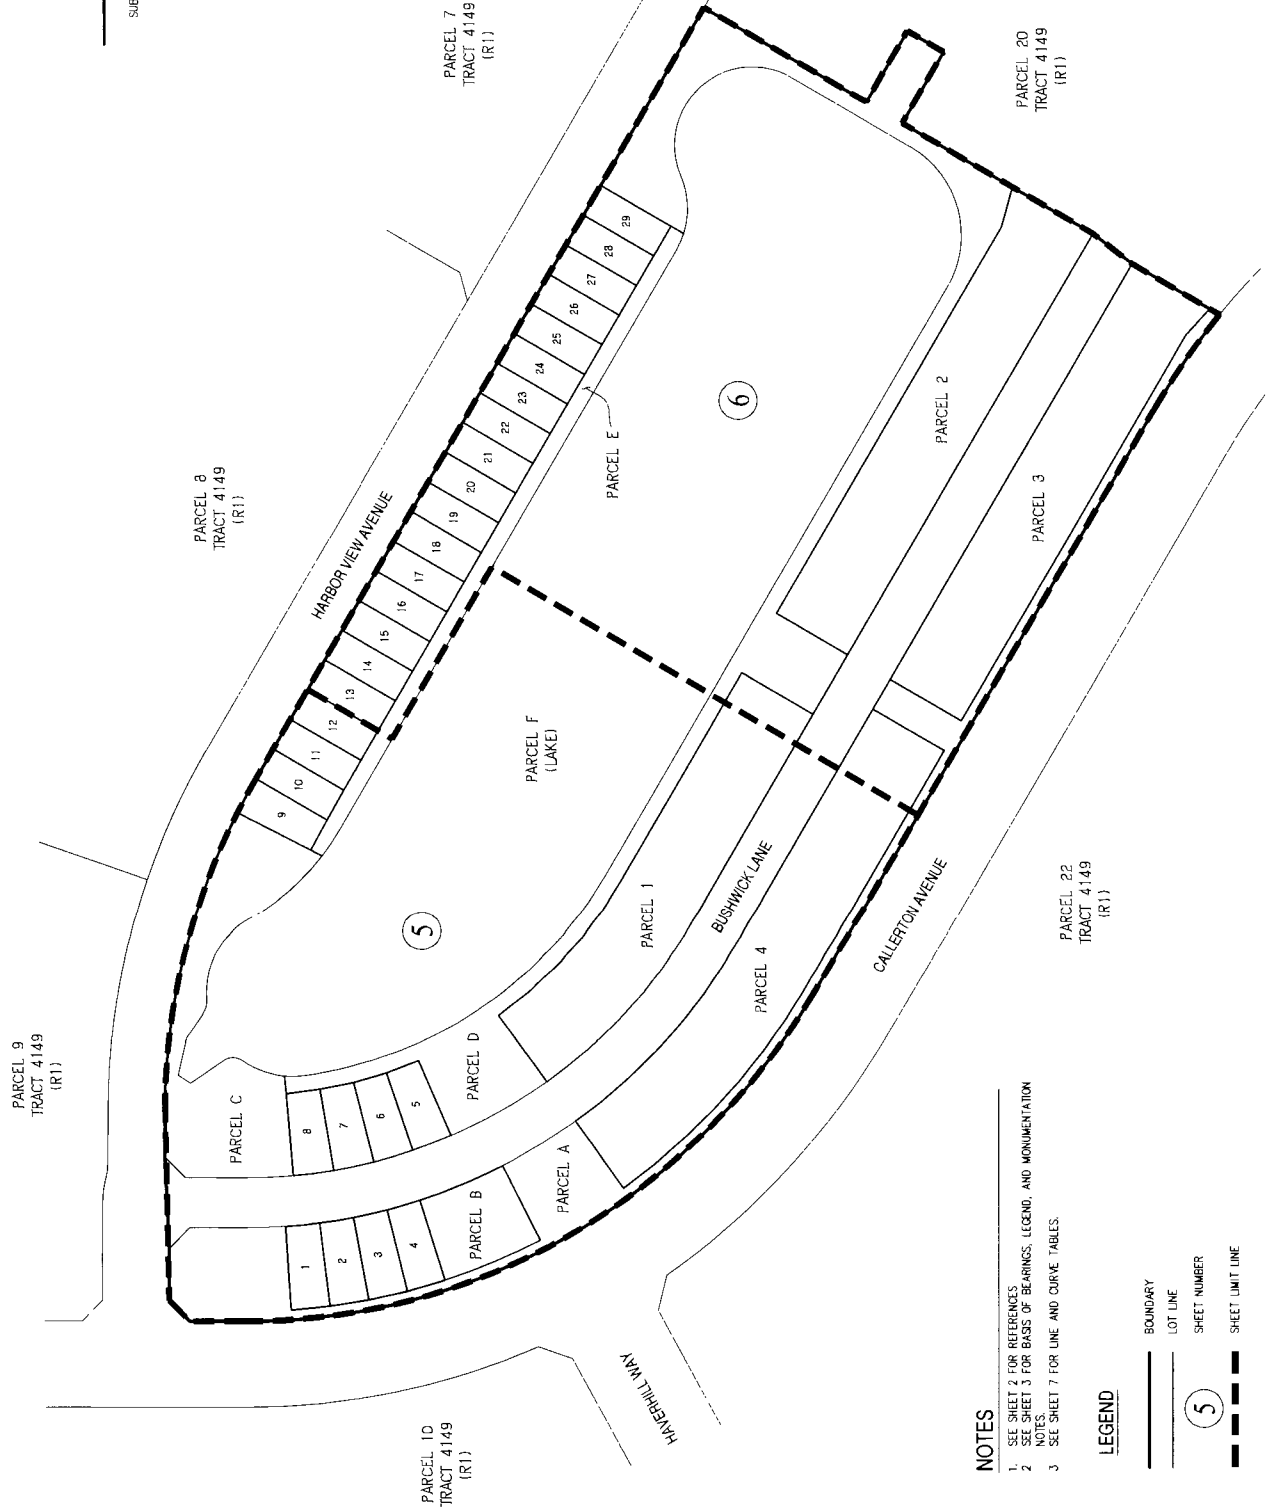 SUB
PARCEL 7
TRACT 4149
(R1)
PARCEL 20
TRACT 4149
(R1)
PARCEL 8
TRACT 4149
(R1)
HARBOR VIEW AVENUE
29
28
27
26
25
24
23
22
21
20
19
18
17
16
15
14
13
12
11
10
9
PARCEL E
6
PARCEL 2
PARCEL 3
PARCEL F
(LAKE)
5
PARCEL 1
BUSHWICK LANE
PARCEL 4
CALLERTON AVENUE
PARCEL 22
TRACT 4149
(R1)
PARCEL 9
TRACT 4149
(R1)
PARCEL C
8
7
6
5
PARCEL D
PARCEL A
PARCEL B
1
2
3
4
HAVERHILL WAY
PARCEL 10
TRACT 4149
(R1)
NOTES
1. SEE SHEET 2 FOR REFERENCES
2 SEE SHEET 3 FOR BASIS OF BEARINGS, LEGEND, AND MONUMENTATION
NOTES.
3 SEE SHEET 7 FOR LINE AND CURVE TABLES.
LEGEND
BOUNDARY
LOT LINE
5
SHEET NUMBER
SHEET LIMIT LINE